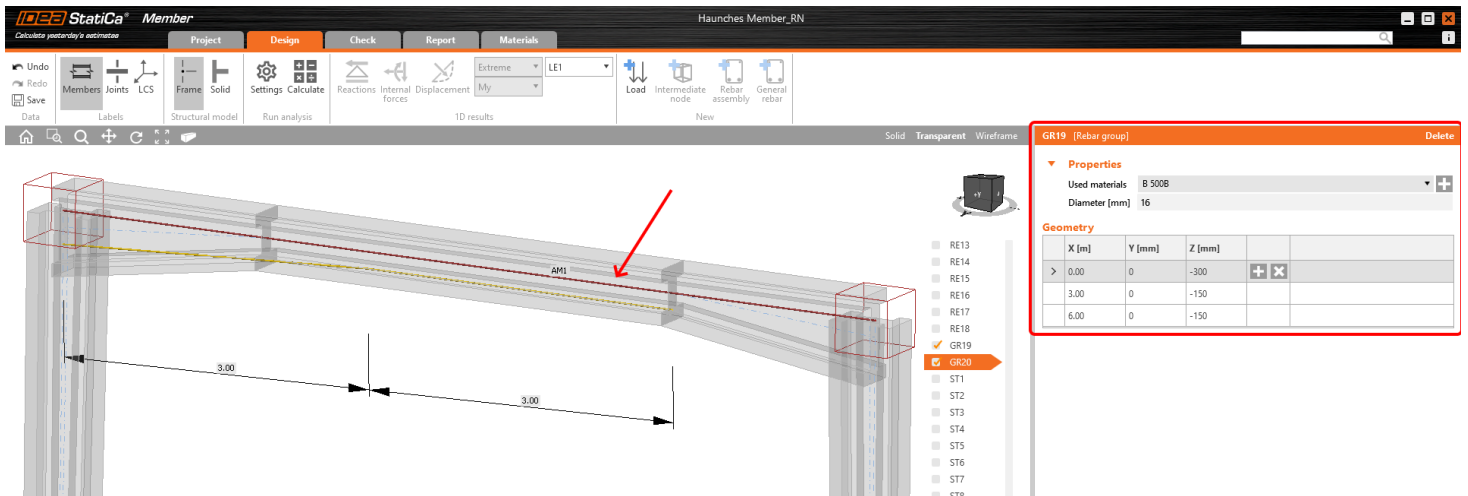 IDEA StatiCa® Member
Calculate yesterday's estimates
Haunches Member_RN
Project Design Check Report Materials
Undo
Redo
Save
Members Joints LCS
Frame Solid
Settings Calculate
Reactions Internal forces Displacement
Extreme LE1
My
Load Intermediate node Rebar assembly General rebar
Data Labels Structural model Run analysis 1D results New
Solid Transparent Wireframe
GR19 [Rebar group] Delete
Properties
Used materials B 500B
Diameter [mm] 16
Geometry
X [m] Y [mm] Z [mm]
0.00 0 -300
3.00 0 -150
6.00 0 -150
+Y
AM1
3.00
3.00
RE13
RE14
RE15
RE16
RE17
RE18
GR19
GR20
ST1
ST2
ST3
ST4
ST5
ST6
ST7
ST8